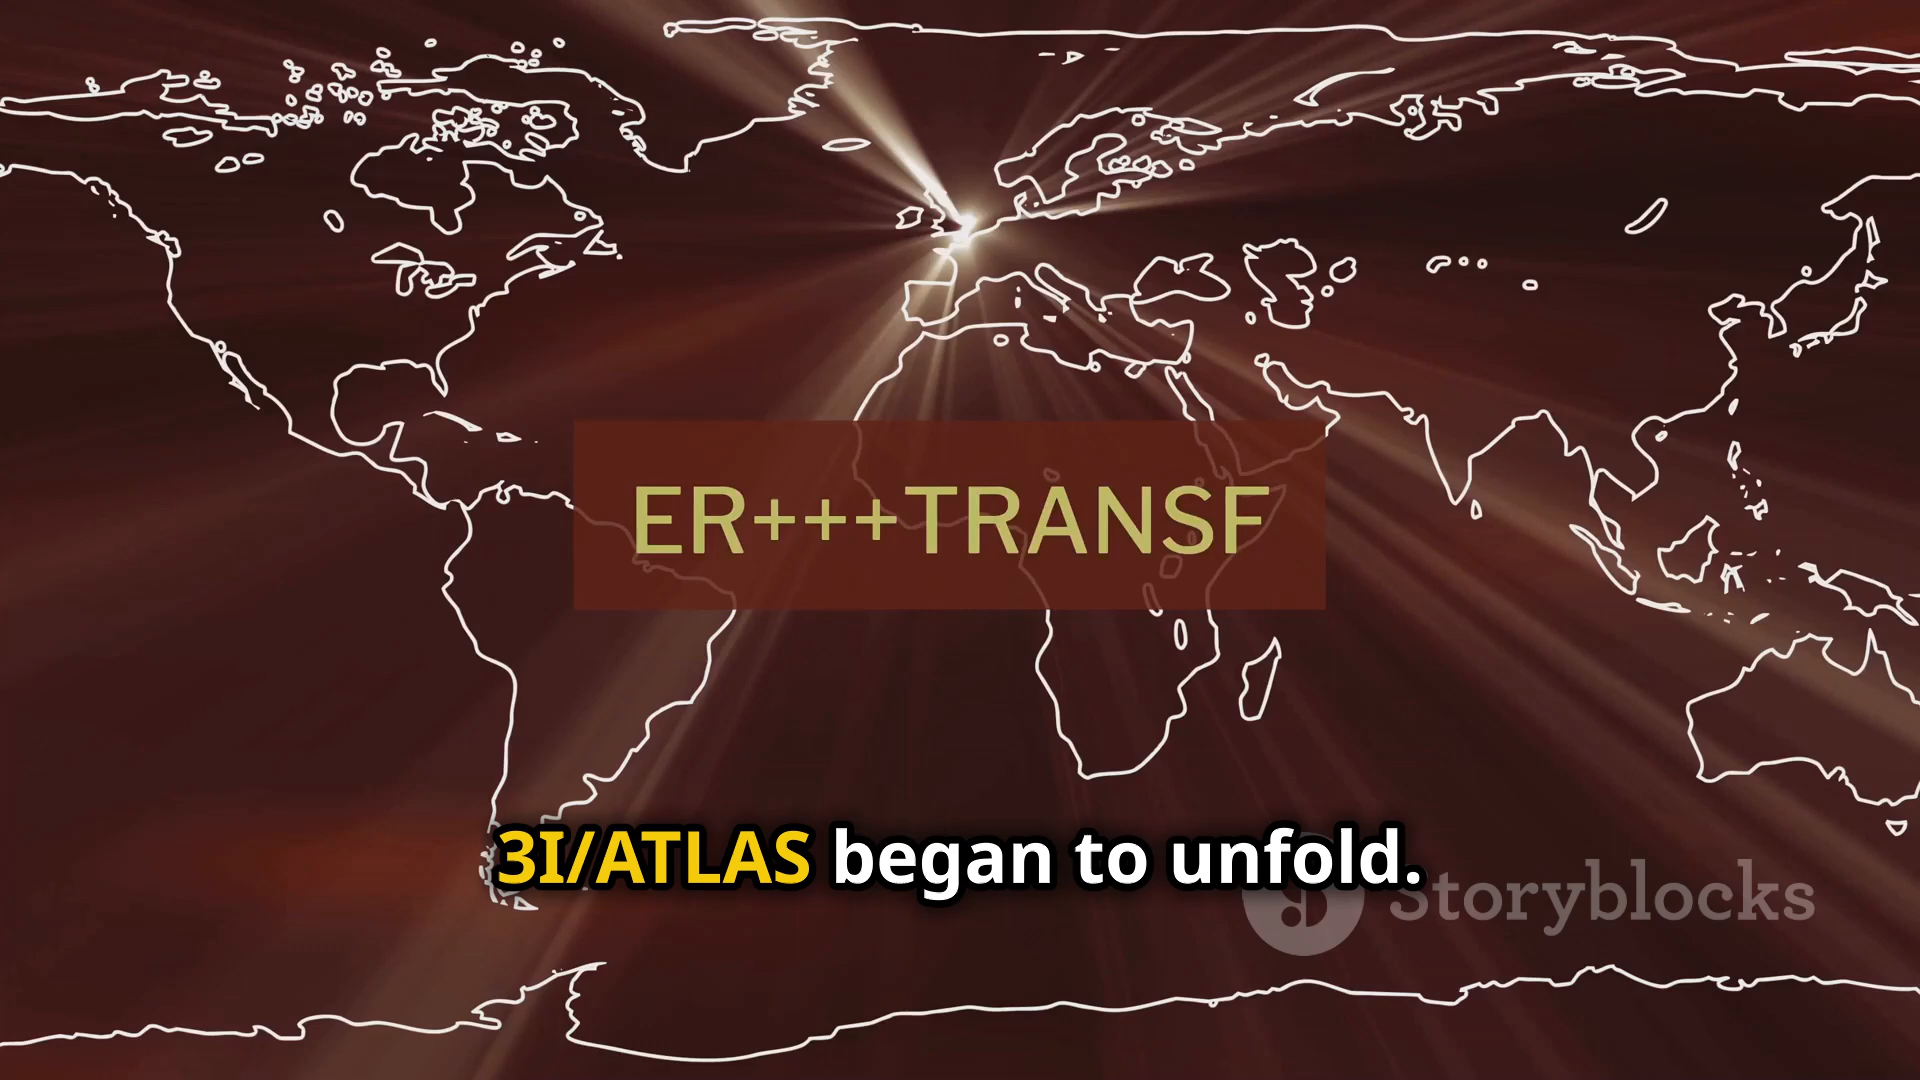 ER+++TRANSF
3I/ATLAS began to unfold.
Storyblocks